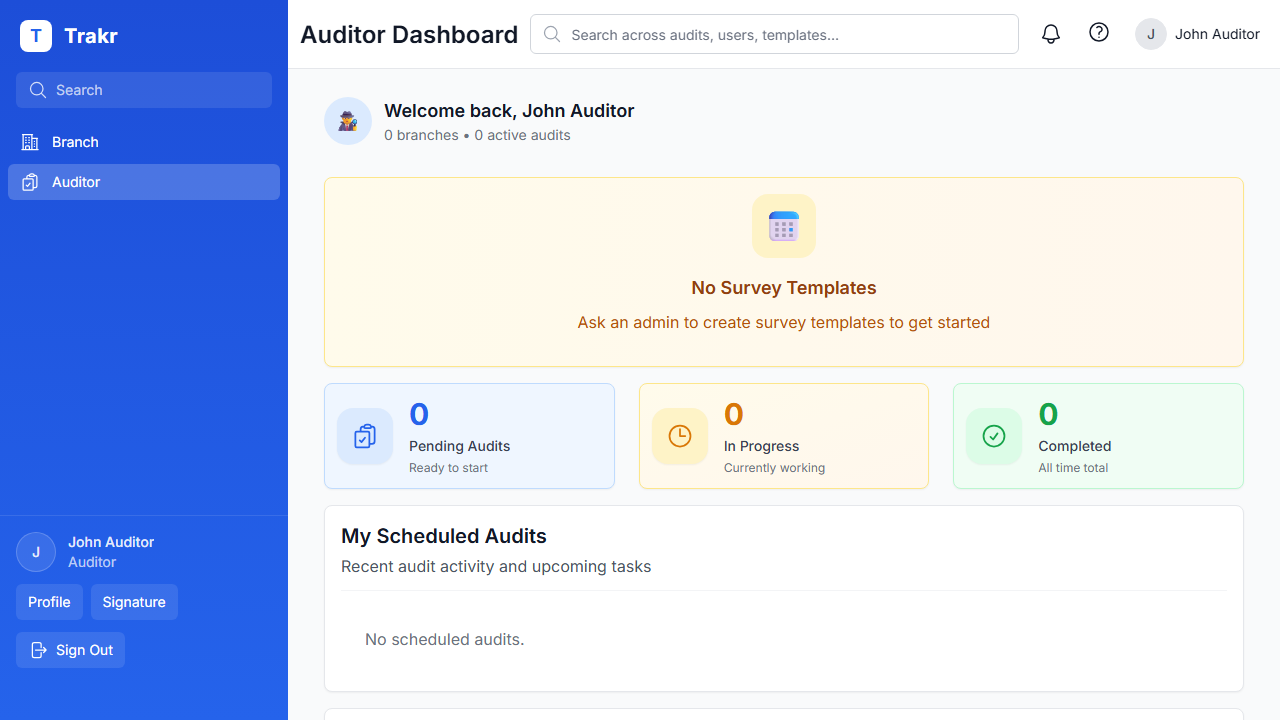 T Trakr
Search
Branch
Auditor
J
John Auditor
Auditor
Profile
Signature
Sign Out
Auditor Dashboard
Search across audits, users, templates...
J
John Auditor
Welcome back, John Auditor
0 branches • 0 active audits
No Survey Templates
Ask an admin to create survey templates to get started
0
Pending Audits
Ready to start
0
In Progress
Currently working
0
Completed
All time total
My Scheduled Audits
Recent audit activity and upcoming tasks
No scheduled audits.